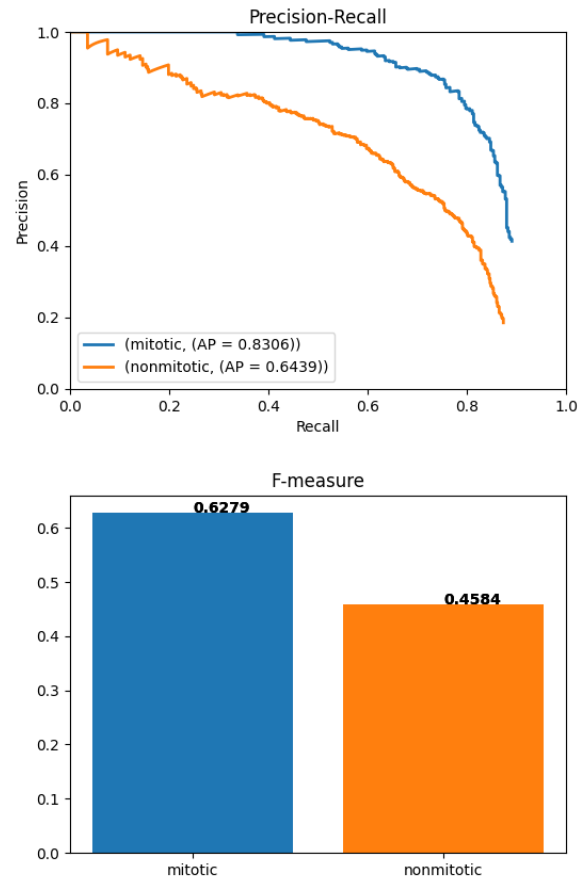 Precision-Recall
1.0
0.8
0.6
0.4
0.2
0.0
Precision
(mitotic, (AP = 0.8306))
(nonmitotic, (AP = 0.6439))
0.0 0.2 0.4 0.6 0.8 1.0
Recall
F-measure
0.6
0.5
0.4
0.3
0.2
0.1
0.0
0.6279
0.4584
mitotic nonmitotic